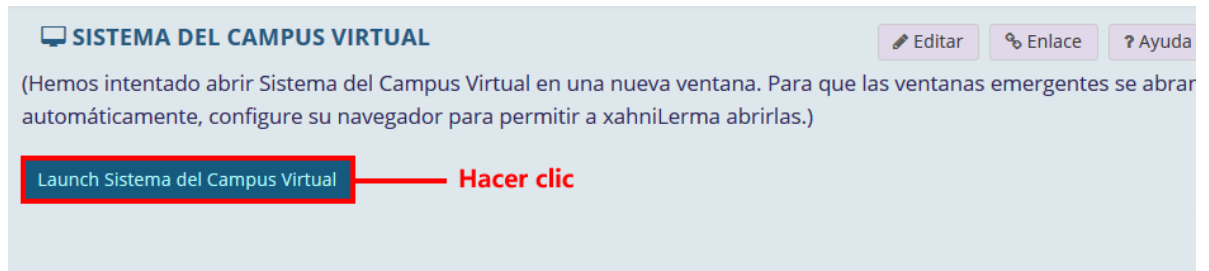 SISTEMA DEL CAMPUS VIRTUAL
Editar
Enlace
? Ayuda
(Hemos intentado abrir Sistema del Campus Virtual en una nueva ventana. Para que las ventanas emergentes se abran
automáticamente, configure su navegador para permitir a xahniLerma abrirlas.)
Launch Sistema del Campus Virtual
Hacer clic